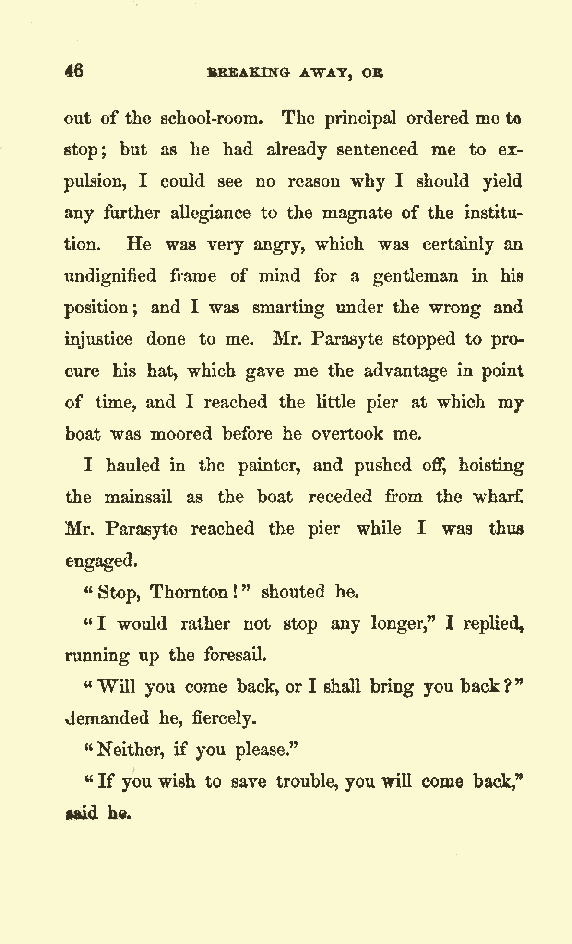 46 BREAKING AWAY, OR
out of the school-room. The principal ordered me to
stop; but as he had already sentenced me to ex-
pulsion, I could see no reason why I should yield
any further allegiance to the magnate of the institu-
tion. He was very angry, which was certainly an
undignified frame of mind for a gentleman in his
position; and I was smarting under the wrong and
injustice done to me. Mr. Parasyte stopped to pro-
cure his hat, which gave me the advantage in point
of time, and I reached the little pier at which my
boat was moored before he overtook me.
I hauled in the painter, and pushed off, hoisting
the mainsail as the boat receded from the wharf.
Mr. Parasyte reached the pier while I was thus
engaged.
"Stop, Thornton!" shouted he.
"I would rather not stop any longer," I replied,
running up the foresail.
"Will you come back, or I shall bring you back?"
demanded he, fiercely.
"Neither, if you please."
"If you wish to save trouble, you will come back,"
said he.